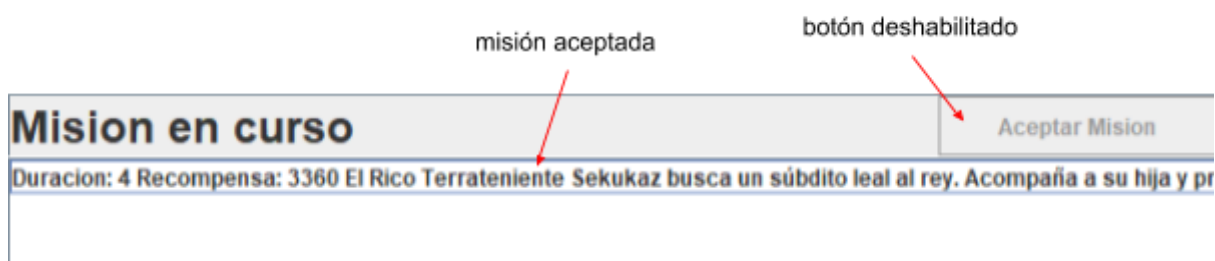 botón deshabilitado
misión aceptada
Mision en curso
Aceptar Mision
Duracion: 4 Recompensa: 3360 El Rico Terrateniente Sekukaz busca un súbdito leal al rey. Acompaña a su hija y pr